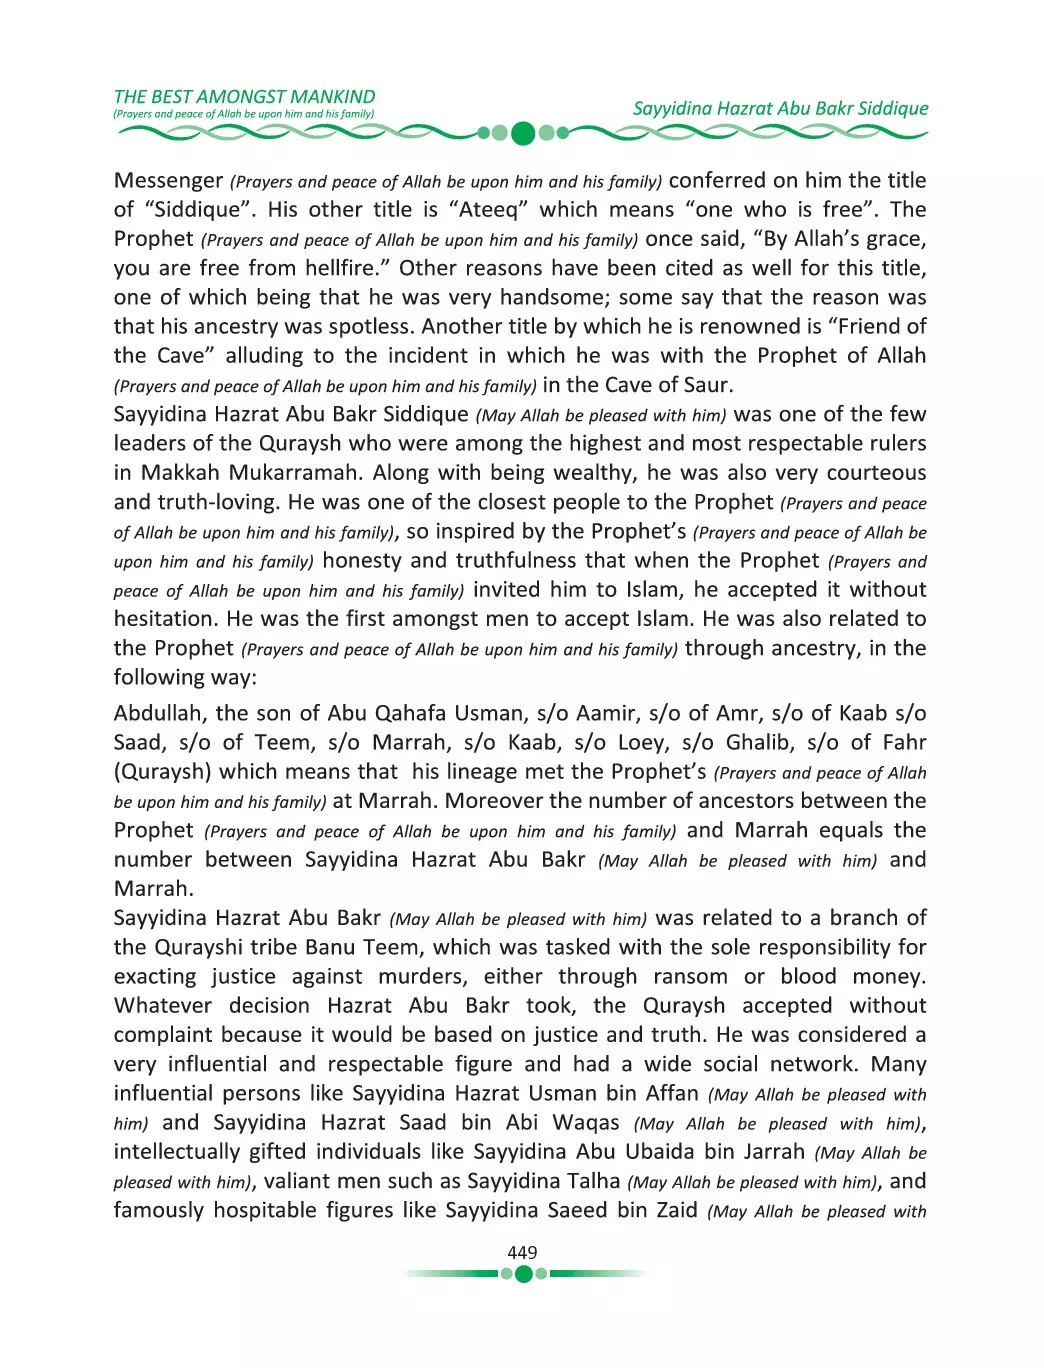 THE BEST AMONGST MANKIND
(Prayers and peace of Allah be upon him and his family)
Sayyidina Hazrat Abu Bakr Siddique
Messenger (Prayers and peace of Allah be upon him and his family) conferred on him the title
of “Siddique”. His other title is “Ateeq” which means “one who is free”. The
Prophet (Prayers and peace of Allah be upon him and his family) once said, “By Allah’s grace,
you are free from hellfire.” Other reasons have been cited as well for this title,
one of which being that he was very handsome; some say that the reason was
that his ancestry was spotless. Another title by which he is renowned is “Friend of
the Cave” alluding to the incident in which he was with the Prophet of Allah
(Prayers and peace of Allah be upon him and his family) in the Cave of Saur.
Sayyidina Hazrat Abu Bakr Siddique (May Allah be pleased with him) was one of the few
leaders of the Quraysh who were among the highest and most respectable rulers
in Makkah Mukarramah. Along with being wealthy, he was also very courteous
and truth-loving. He was one of the closest people to the Prophet (Prayers and peace
of Allah be upon him and his family), so inspired by the Prophet’s (Prayers and peace of Allah be
upon him and his family) honesty and truthfulness that when the Prophet (Prayers and
peace of Allah be upon him and his family) invited him to Islam, he accepted it without
hesitation. He was the first amongst men to accept Islam. He was also related to
the Prophet (Prayers and peace of Allah be upon him and his family) through ancestry, in the
following way:
Abdullah, the son of Abu Qahafa Usman, s/o Aamir, s/o of Amr, s/o of Kaab s/o
Saad, s/o of Teem, s/o Marrah, s/o Kaab, s/o Loey, s/o Ghalib, s/o of Fahr
(Quraysh) which means that his lineage met the Prophet’s (Prayers and peace of Allah
be upon him and his family) at Marrah. Moreover the number of ancestors between the
Prophet (Prayers and peace of Allah be upon him and his family) and Marrah equals the
number between Sayyidina Hazrat Abu Bakr (May Allah be pleased with him) and
Marrah.
Sayyidina Hazrat Abu Bakr (May Allah be pleased with him) was related to a branch of
the Qurayshi tribe Banu Teem, which was tasked with the sole responsibility for
exacting justice against murders, either through ransom or blood money.
Whatever decision Hazrat Abu Bakr took, the Quraysh accepted without
complaint because it would be based on justice and truth. He was considered a
very influential and respectable figure and had a wide social network. Many
influential persons like Sayyidina Hazrat Usman bin Affan (May Allah be pleased with
him) and Sayyidina Hazrat Saad bin Abi Waqas (May Allah be pleased with him),
intellectually gifted individuals like Sayyidina Abu Ubaida bin Jarrah (May Allah be
pleased with him), valiant men such as Sayyidina Talha (May Allah be pleased with him), and
famously hospitable figures like Sayyidina Saeed bin Zaid (May Allah be pleased with
449